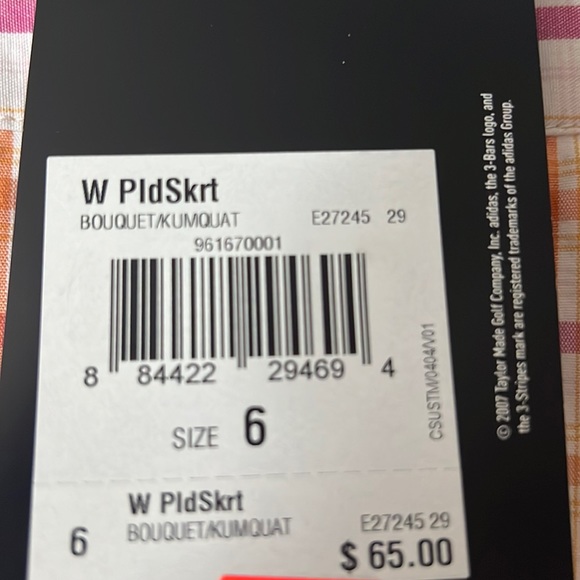 W PldSkrt
BOUQUET/KUMQUAT E27245 29
961670001
8 84422 29469 4
SIZE 6
CSUSTM/0404/V01
W PldSkrt
6 BOUQUET/KUMQUAT E27245 29
$ 65.00
© 2007 Taylor Made Golf Company, Inc. adidas, the 3-Bars logo, and
the 3-Stripes mark are registered trademarks of the adidas Group.